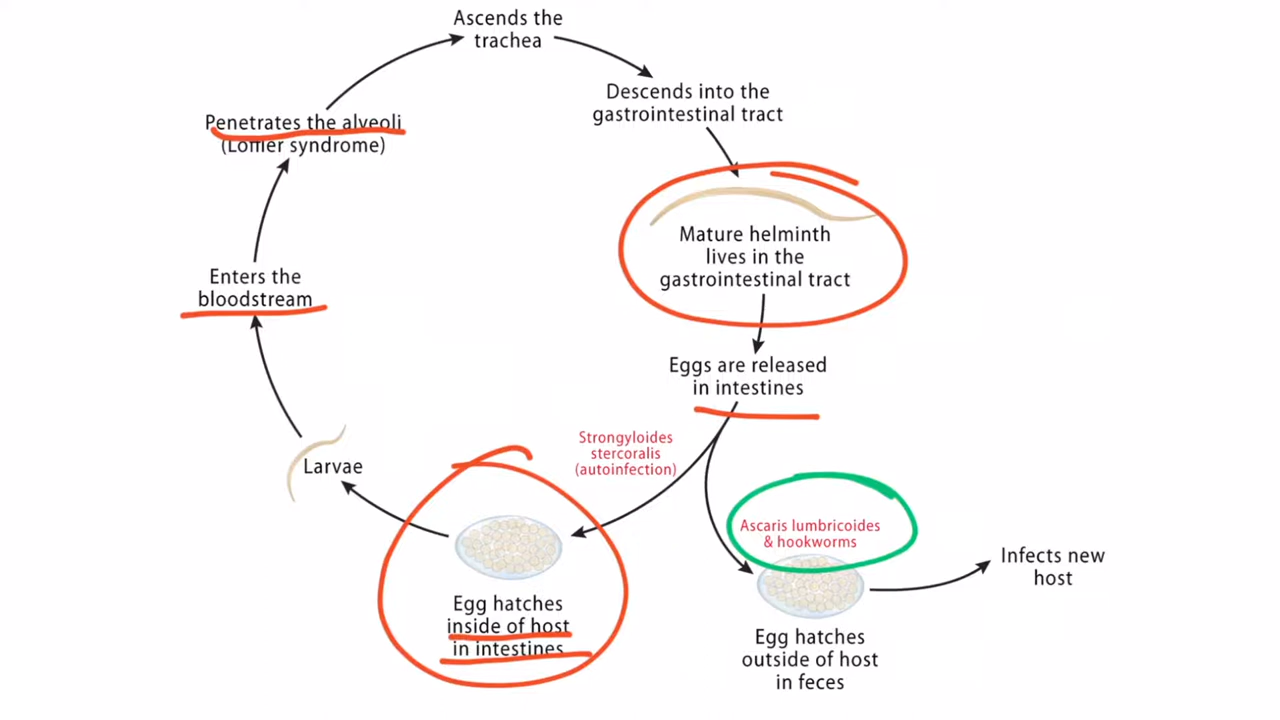 Ascends the
trachea
Descends into the
gastrointestinal tract
Penetrates the alveoli
(Loffler syndrome)
Mature helminth
lives in the
gastrointestinal tract
Enters the
bloodstream
Eggs are released
in intestines
Strongyloides
stercoralis
(autoinfection)
Larvae
Ascaris lumbricoides
& hookworms
Infects new
host
Egg hatches
inside of host
in intestines
Egg hatches
outside of host
in feces